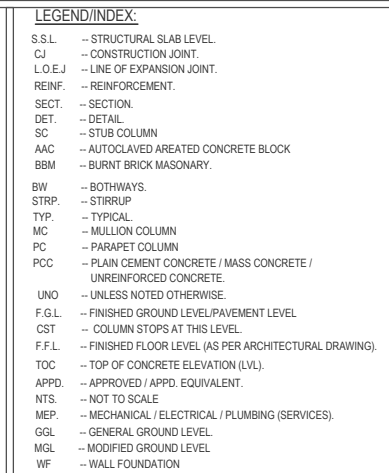 LEGEND/INDEX:
S.S.L. -- STRUCTURAL SLAB LEVEL.
CJ -- CONSTRUCTION JOINT.
L.O.E.J -- LINE OF EXPANSION JOINT.
REINF. -- REINFORCEMENT.
SECT. -- SECTION.
DET. -- DETAIL.
SC -- STUB COLUMN
AAC -- AUTOCLAVED AREATED CONCRETE BLOCK
BBM -- BURNT BRICK MASONARY.
BW -- BOTHWAYS.
STRP. -- STIRRUP
TYP. -- TYPICAL.
MC -- MULLION COLUMN
PC -- PARAPET COLUMN
PCC -- PLAIN CEMENT CONCRETE / MASS CONCRETE /
UNREINFORCED CONCRETE.
UNO -- UNLESS NOTED OTHERWISE.
F.G.L. -- FINISHED GROUND LEVEL/PAVEMENT LEVEL
CST -- COLUMN STOPS AT THIS LEVEL.
F.F.L. -- FINISHED FLOOR LEVEL (AS PER ARCHITECTURAL DRAWING).
TOC -- TOP OF CONCRETE ELEVATION (LVL).
APPD. -- APPROVED / APPD. EQUIVALENT.
NTS. -- NOT TO SCALE
MEP. -- MECHANICAL / ELECTRICAL / PLUMBING (SERVICES).
GGL -- GENERAL GROUND LEVEL.
MGL -- MODIFIED GROUND LEVEL
WF -- WALL FOUNDATION